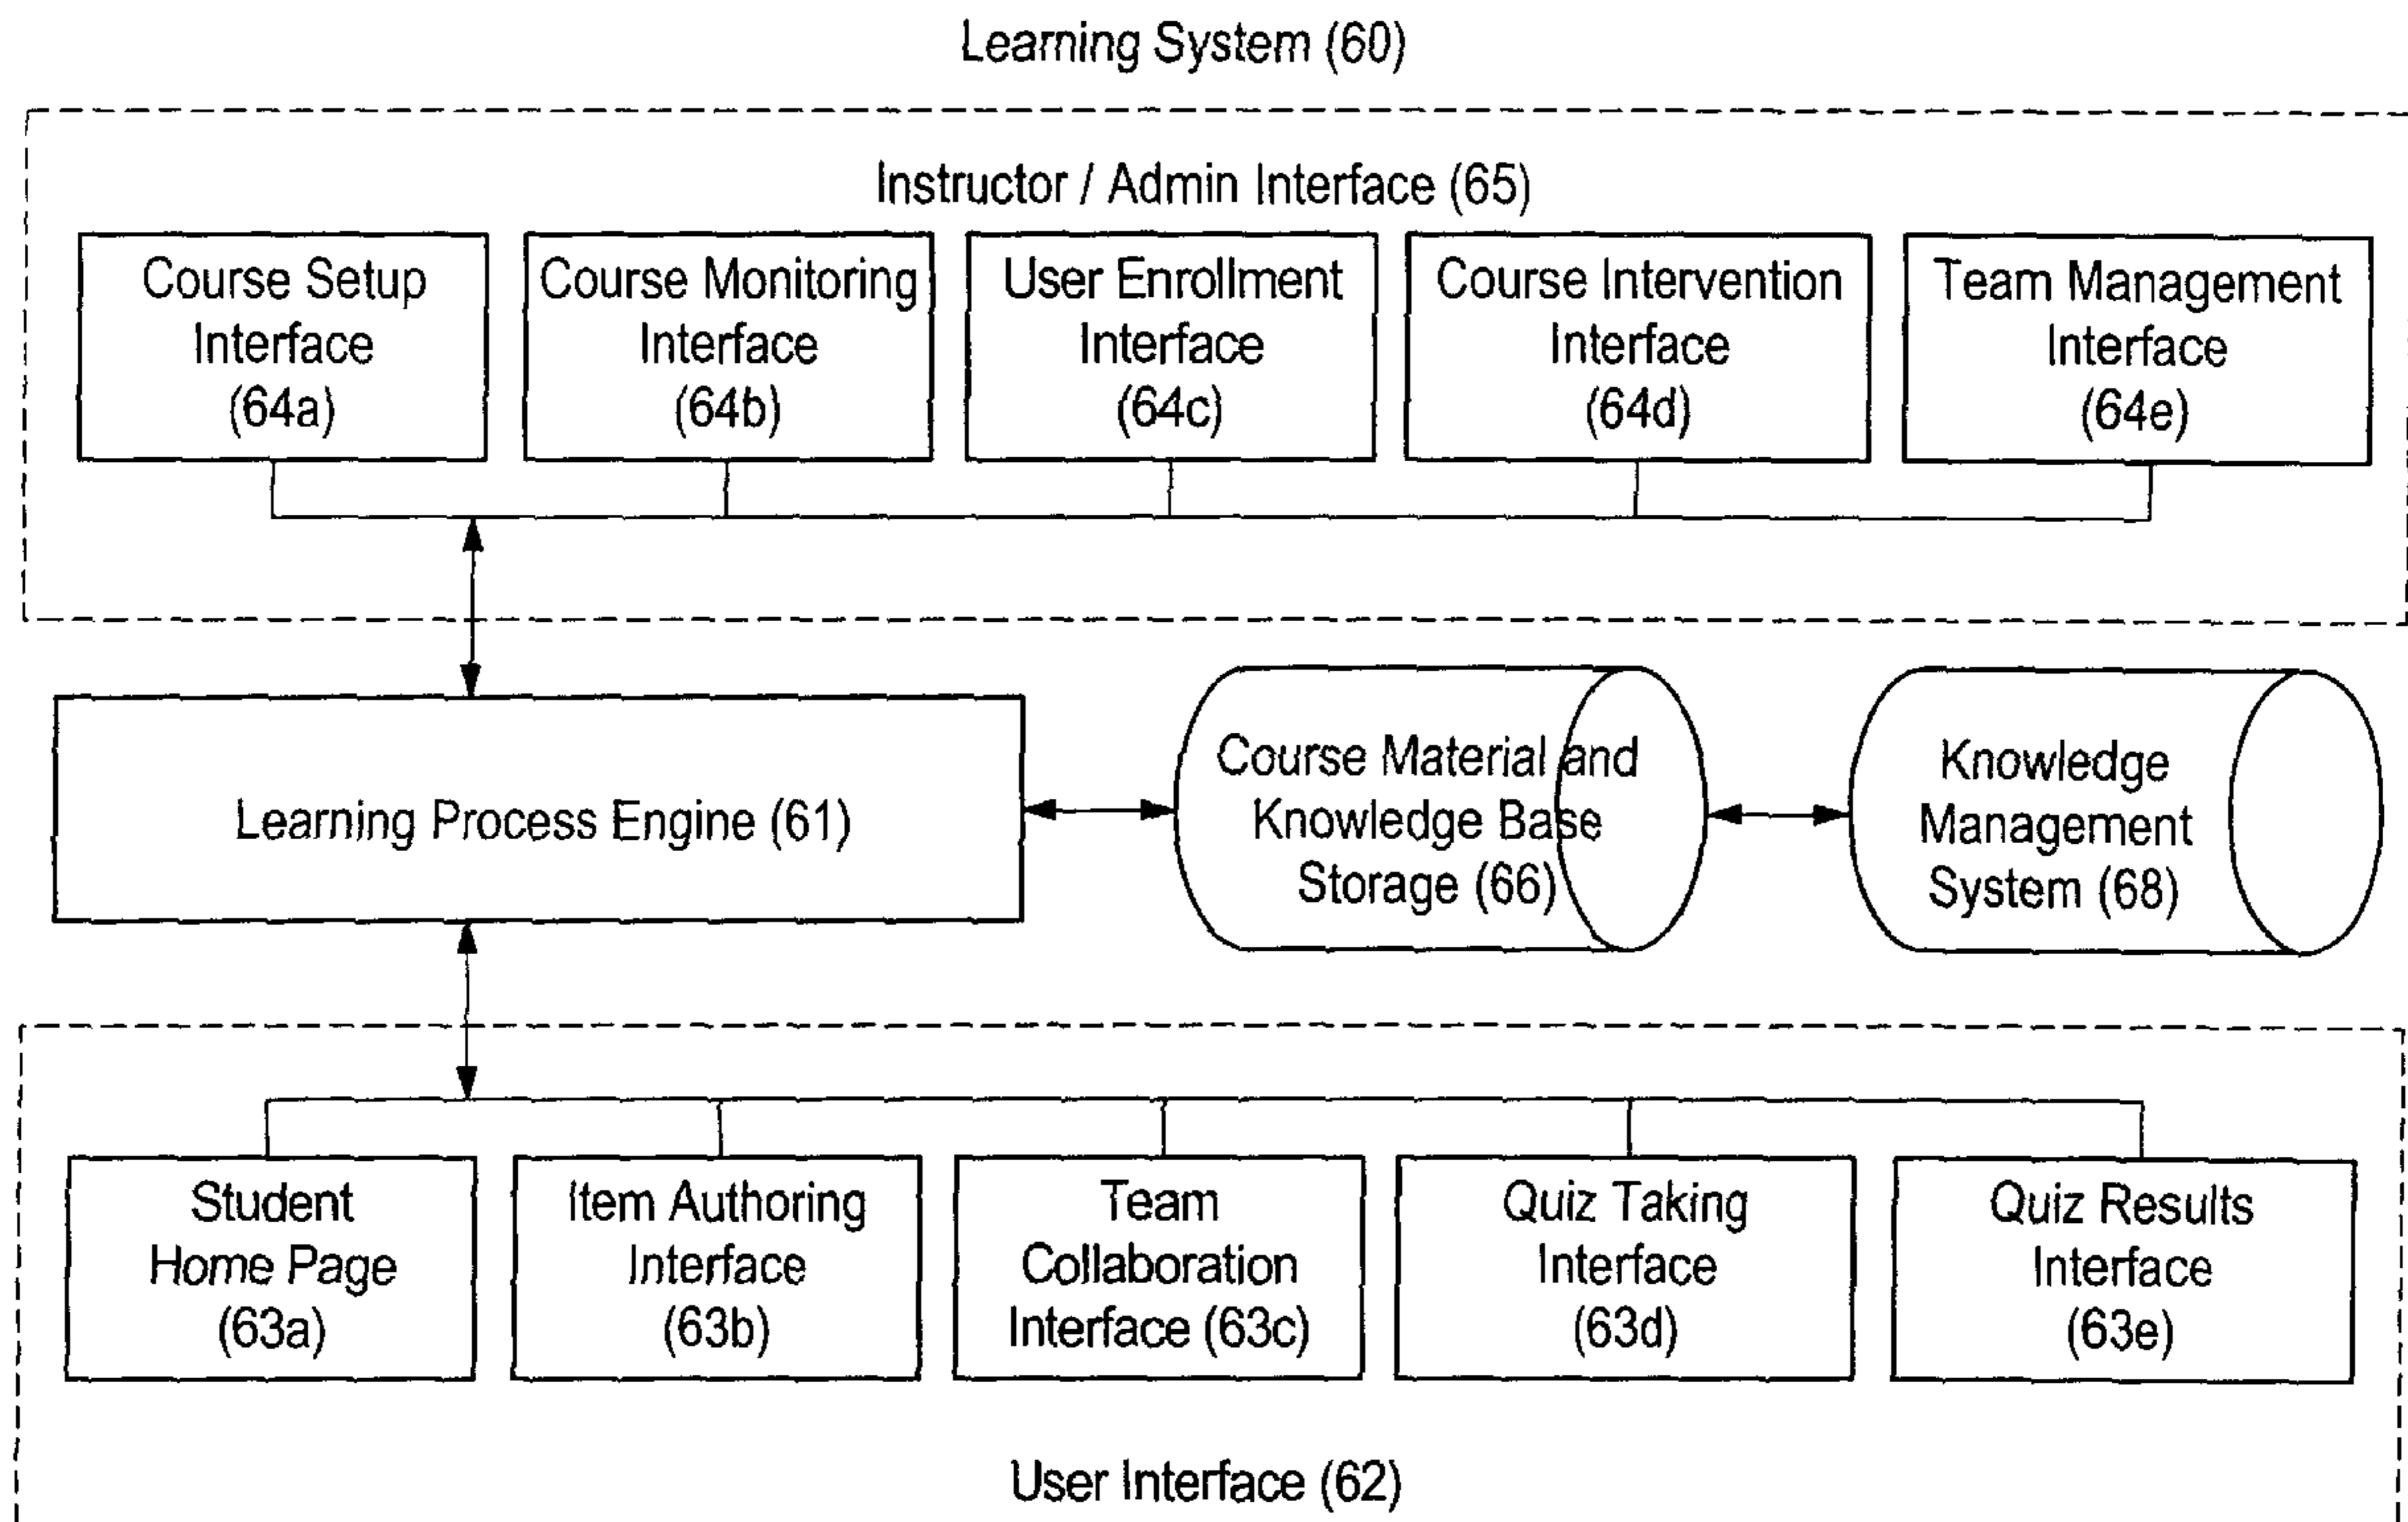 Learning System (60)
Instructor / Admin Interface (65)
Course Setup
Interface
(64a)
Course Monitoring
Interface
(64b)
User Enrollment
Interface
(64c)
Course Intervention
Interface
(64d)
Team Management
Interface
(64e)
Learning Process Engine (61)
Course Material and
Knowledge Base
Storage (66)
Knowledge
Management
System (68)
Student
Home Page
(63a)
Item Authoring
Interface
(63b)
Team
Collaboration
Interface (63c)
Quiz Taking
Interface
(63d)
Quiz Results
Interface
(63e)
User Interface (62)